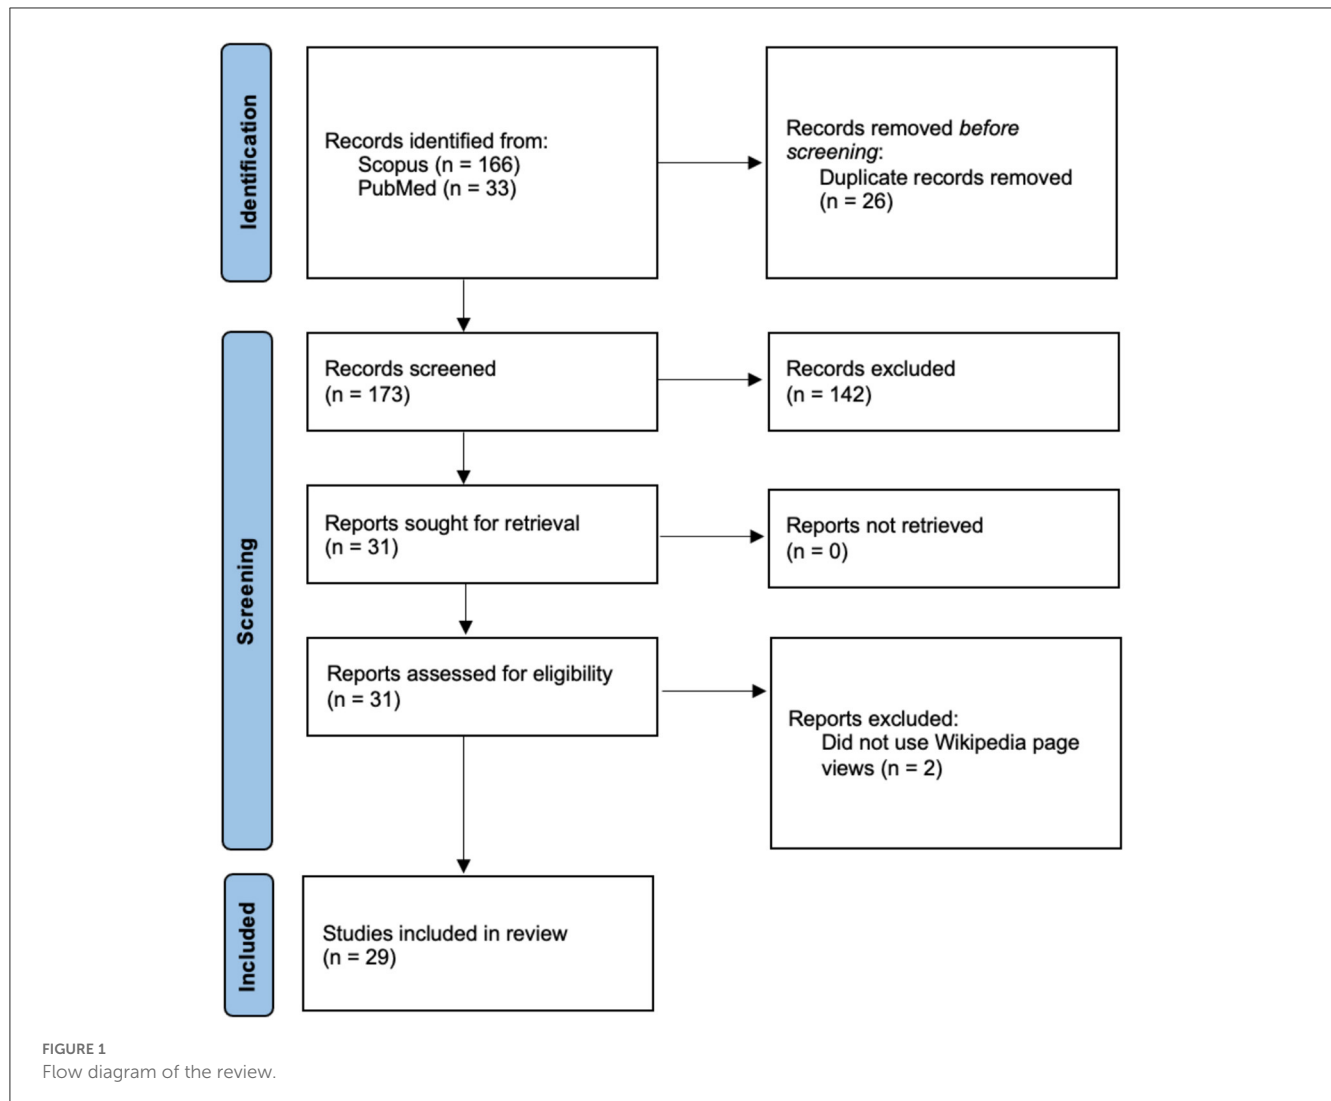 Identification
Records identified from:
Scopus (n = 166)
PubMed (n = 33)
Records removed before
screening:
Duplicate records removed
(n = 26)
Screening
Records screened
(n = 173)
Records excluded
(n = 142)
Reports sought for retrieval
(n = 31)
Reports not retrieved
(n = 0)
Reports assessed for eligibility
(n = 31)
Reports excluded:
Did not use Wikipedia page
views (n = 2)
Included
Studies included in review
(n = 29)
FIGURE 1
Flow diagram of the review.